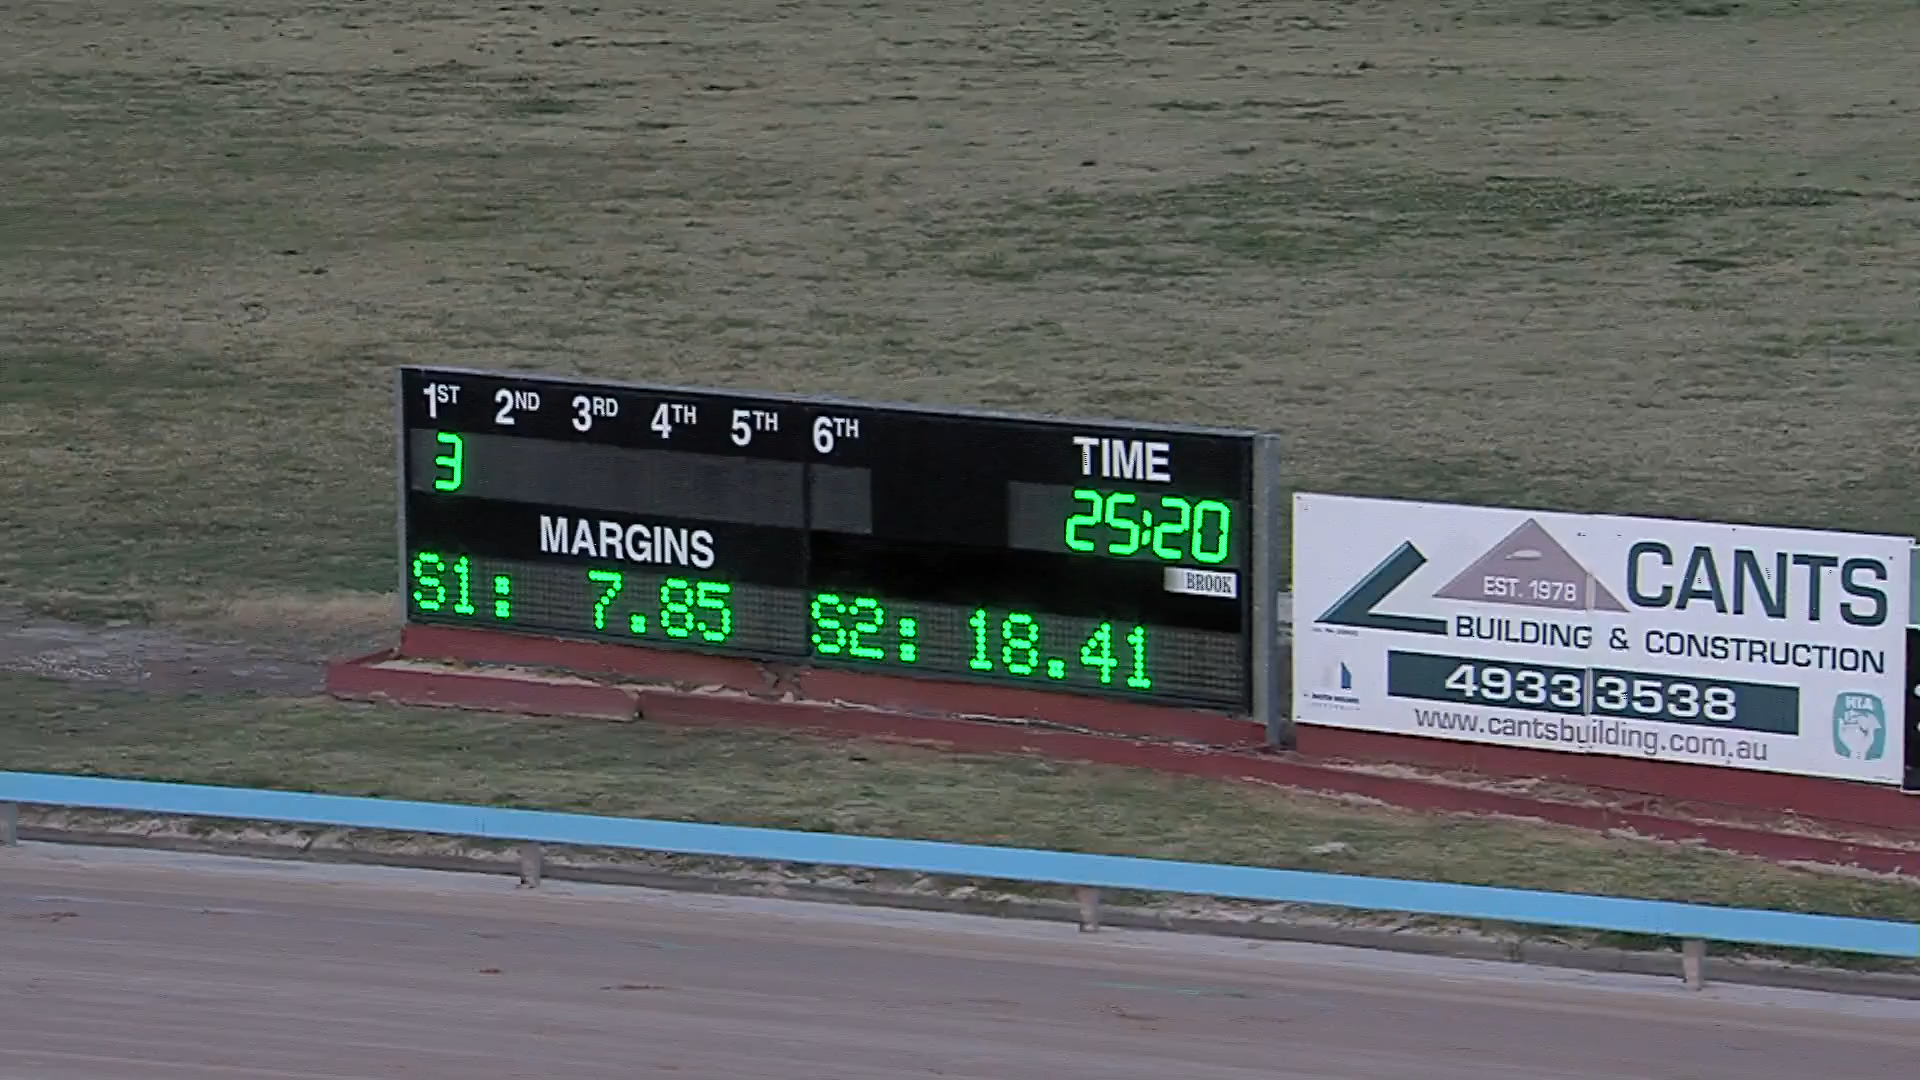 1ST 2ND 3RD 4TH 5TH 6TH
TIME
3
25:20
MARGINS
BROOK
S1: 7.85 S2: 18.41
EST. 1978
CANTS
BUILDING & CONSTRUCTION
4933 3538
www.cantsbuilding.com.au
HIA